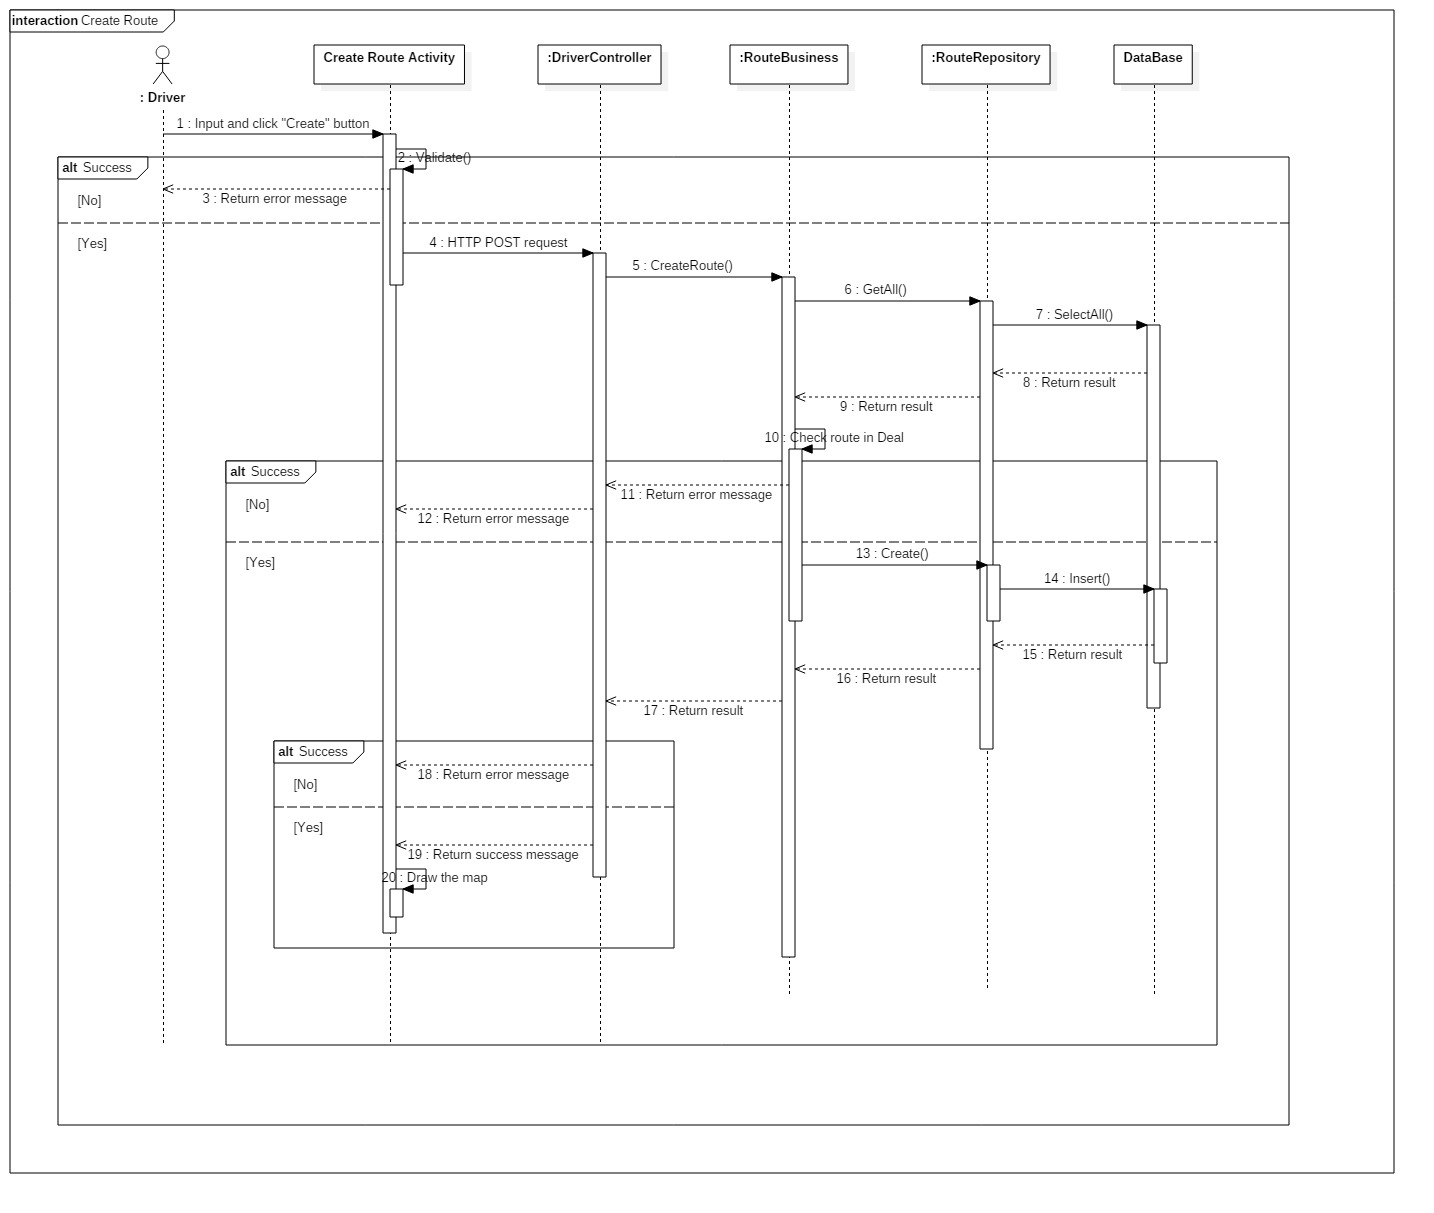 interaction Create Route
Create Route Activity
:DriverController
:RouteBusiness
:RouteRepository
DataBase
: Driver
1 : Input and click "Create" button
2 : Validate()
alt Success
3 : Return error message
[No]
[Yes]
4 : HTTP POST request
5 : CreateRoute()
6 : GetAll()
7 : SelectAll()
8 : Return result
9 : Return result
10 : Check route in Deal
alt Success
11 : Return error message
[No]
12 : Return error message
13 : Create()
[Yes]
14 : Insert()
15 : Return result
16 : Return result
17 : Return result
alt Success
18 : Return error message
[No]
[Yes]
19 : Return success message
20 : Draw the map